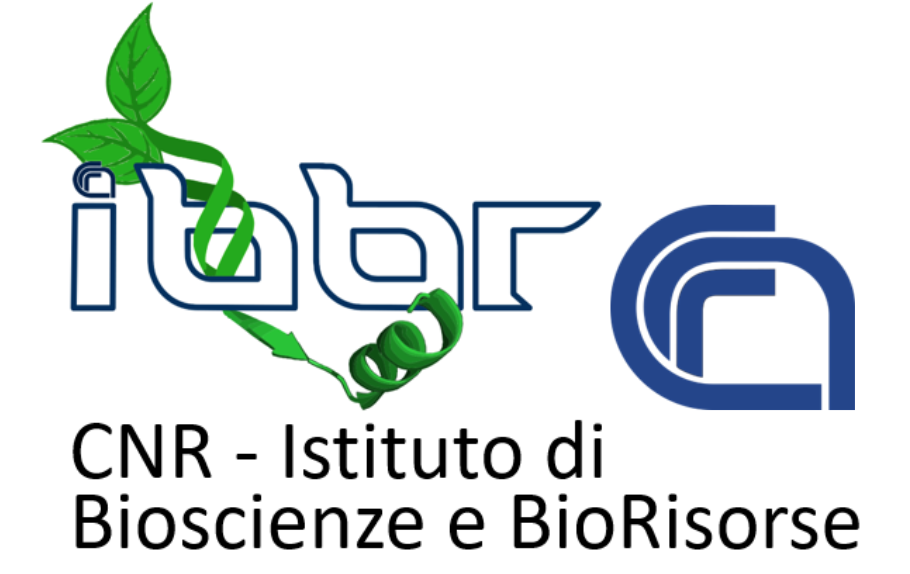 ibbr
CNR - Istituto di
Bioscienze e BioRisorse